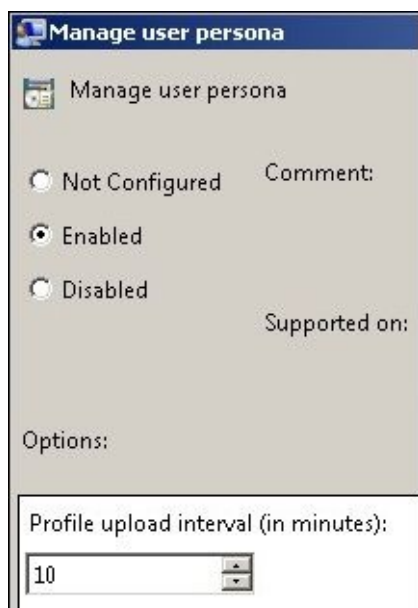 Manage user persona
Manage user persona
Not Configured
Comment:
Enabled
Disabled
Supported on:
Options:
Profile upload interval (in minutes):
10